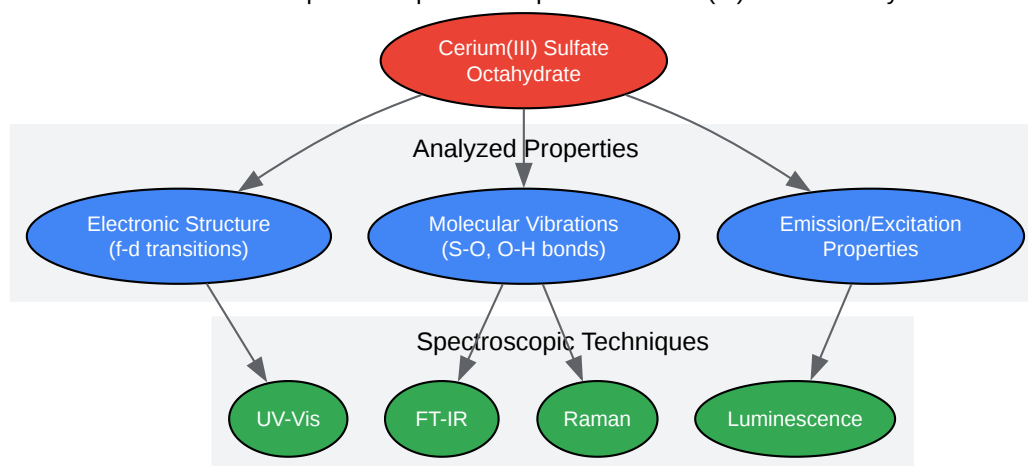 Cerium(III) Sulfate
Octahydrate
Analyzed Properties
Electronic Structure
(f-d transitions)
Molecular Vibrations
(S-O, O-H bonds)
Emission/Excitation
Properties
Spectroscopic Techniques
UV-Vis
FT-IR
Raman
Luminescence